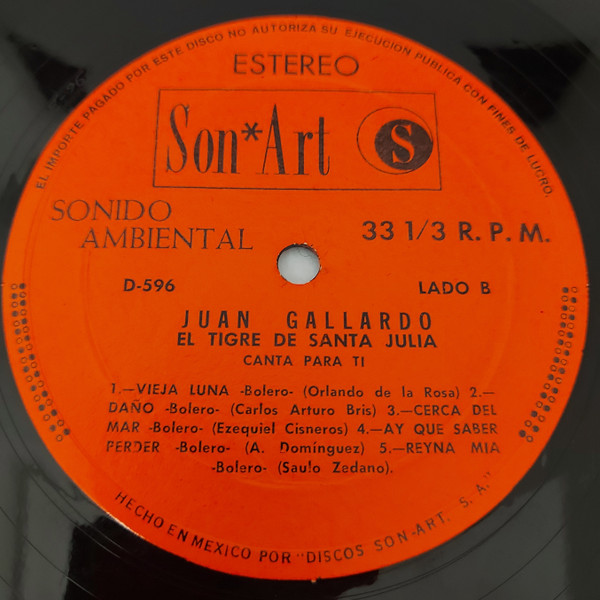 EL IMPORTE PAGADO POR ESTE DISCO NO AUTORIZA SU EJECUCION PUBLICA CON FINES DE LUCRO.
ESTEREO
Son*Art S
SONIDO
AMBIENTAL
33 1/3 R. P. M.
D-596
LADO B
JUAN GALLARDO
EL TIGRE DE SANTA JULIA
CANTA PARA TI
1.—VIEJA LUNA -Bolero- (Orlando de la Rosa) 2.—
DAÑO -Bolero- (Carlos Arturo Bris) 3.—CERCA DEL
MAR -Bolero- (Ezequiel Cisneros) 4.—AY QUE SABER
PERDER -Bolero- (A. Domínguez) 5.—REYNA MIA
-Bolero- (Saulo Zedano).
HECHO EN MEXICO POR "DISCOS SON-ART. S. A."